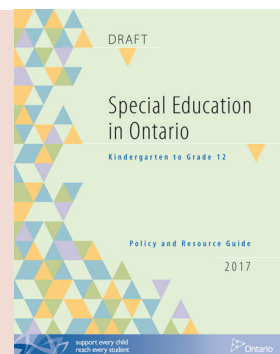 DRAFT
Special Education
in Ontario
Kindergarten to Grade 12
Policy and Resource Guide
2017
support every child
reach every student
Ontario